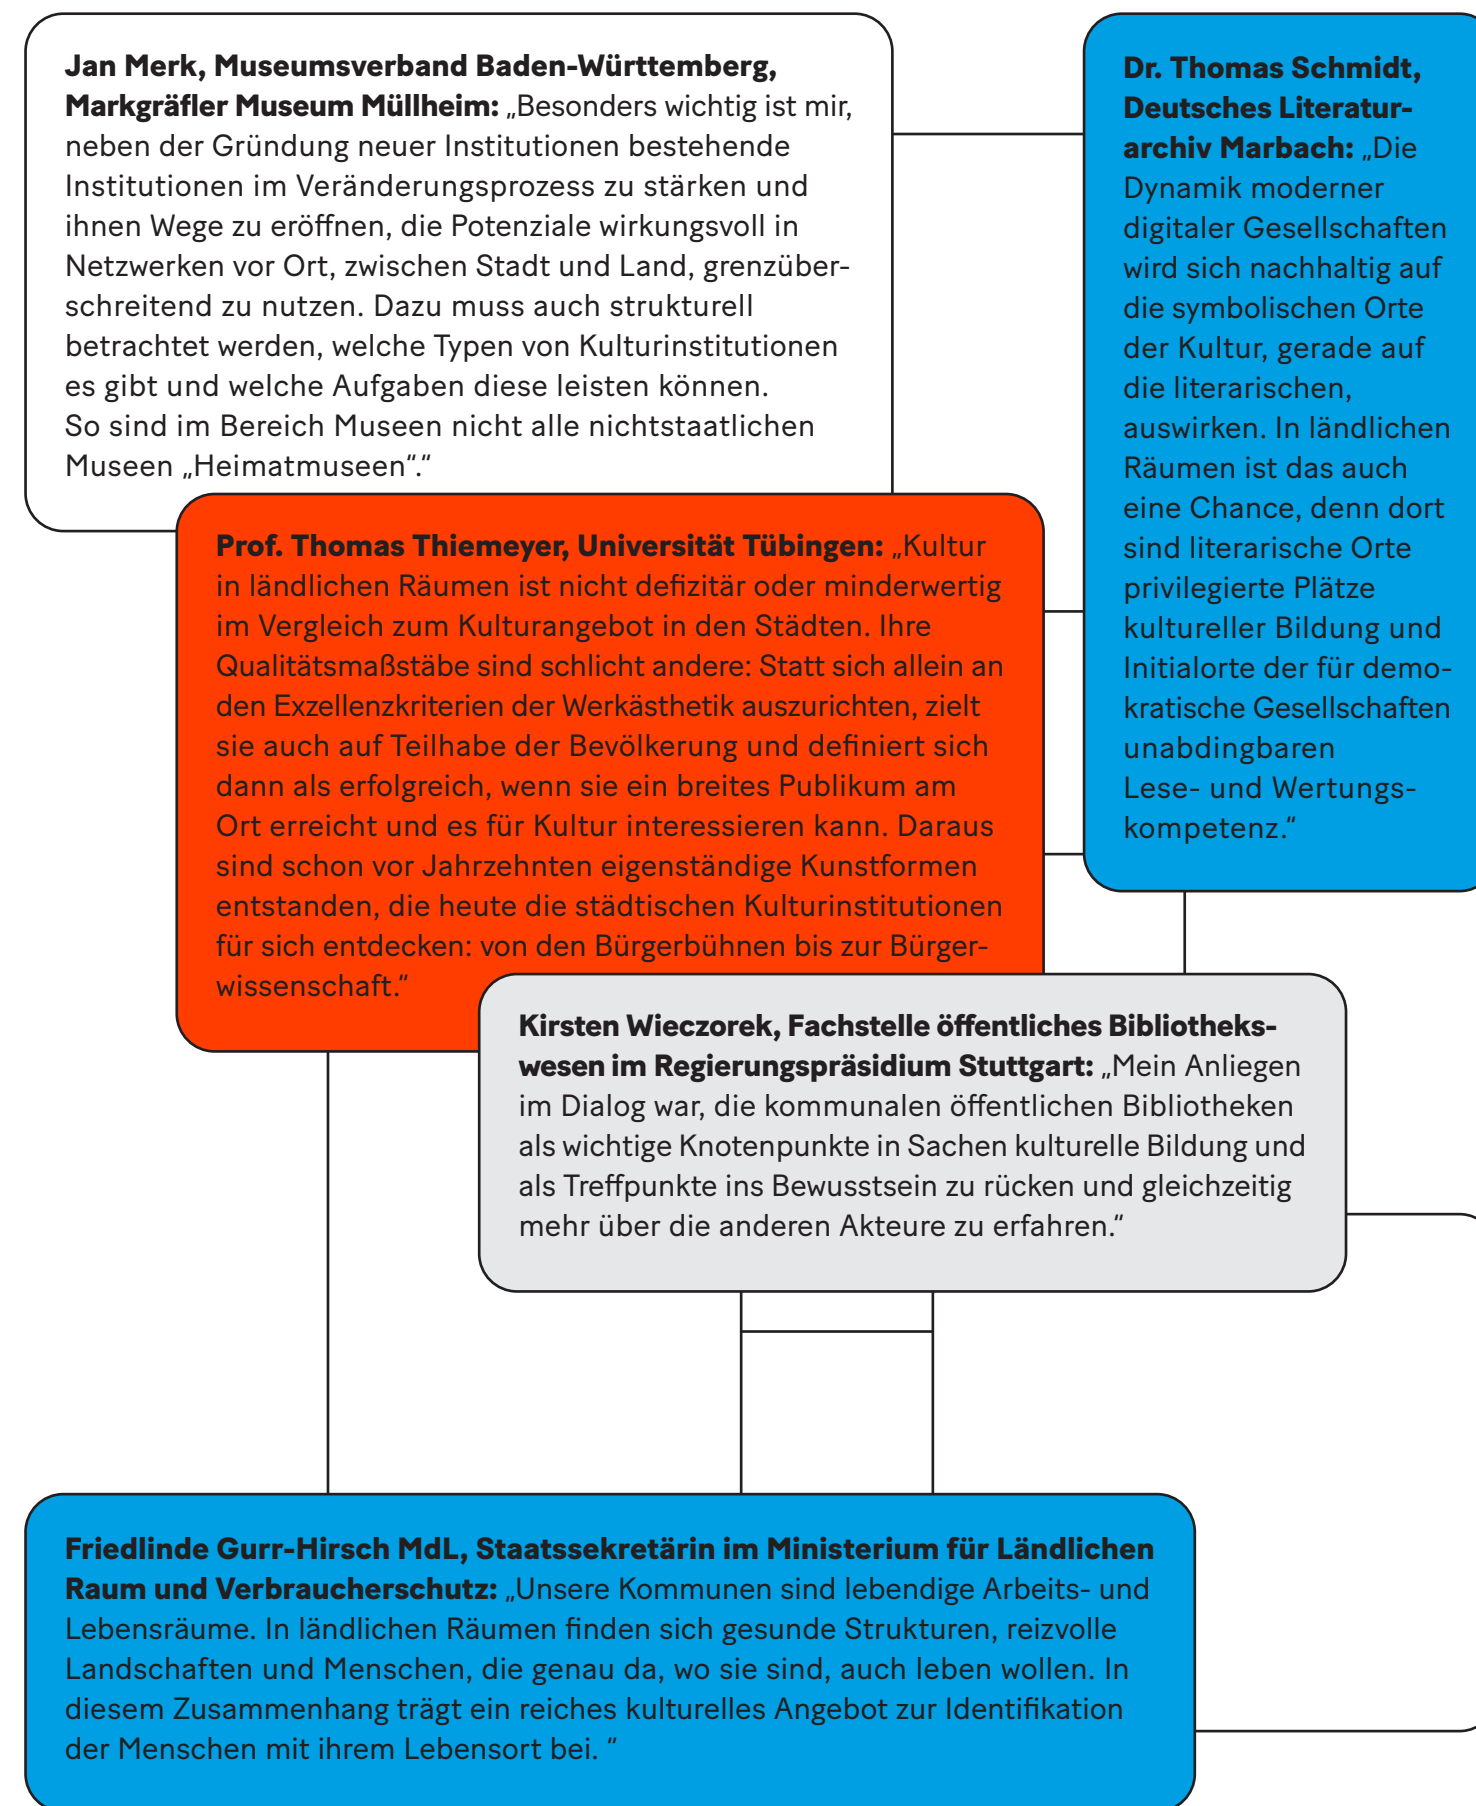 Jan Merk, Museumsverband Baden-Württemberg,
Markgräfler Museum Müllheim: „Besonders wichtig ist mir,
neben der Gründung neuer Institutionen bestehende
Institutionen im Veränderungsprozess zu stärken und
ihnen Wege zu eröffnen, die Potenziale wirkungsvoll in
Netzwerken vor Ort, zwischen Stadt und Land, grenzüber-
schreitend zu nutzen. Dazu muss auch strukturell
betrachtet werden, welche Typen von Kulturinstitutionen
es gibt und welche Aufgaben diese leisten können.
So sind im Bereich Museen nicht alle nichtstaatlichen
Museen „Heimatmuseen“.“
Dr. Thomas Schmidt,
Deutsches Literatur-
archiv Marbach: „Die
Dynamik moderner
digitaler Gesellschaften
wird sich nachhaltig auf
die symbolischen Orte
der Kultur, gerade auf
die literarischen,
auswirken. In ländlichen
Räumen ist das auch
eine Chance, denn dort
sind literarische Orte
privilegierte Plätze
kultureller Bildung und
Initialorte der für demo-
kratische Gesellschaften
unabdingbaren
Lese- und Wertungs-
kompetenz.“
Prof. Thomas Thiemeyer, Universität Tübingen: „Kultur
in ländlichen Räumen ist nicht defizitär oder minderwertig
im Vergleich zum Kulturangebot in den Städten. Ihre
Qualitätsmaßstäbe sind schlicht andere: Statt sich allein an
den Exzellenzkriterien der Werkästhetik auszurichten, zielt
sie auch auf Teilhabe der Bevölkerung und definiert sich
dann als erfolgreich, wenn sie ein breites Publikum am
Ort erreicht und es für Kultur interessieren kann. Daraus
sind schon vor Jahrzehnten eigenständige Kunstformen
entstanden, die heute die städtischen Kulturinstitutionen
für sich entdecken: von den Bürgerbühnen bis zur Bürger-
wissenschaft.“
Kirsten Wieczorek, Fachstelle öffentliches Bibliotheks-
wesen im Regierungspräsidium Stuttgart: „Mein Anliegen
im Dialog war, die kommunalen öffentlichen Bibliotheken
als wichtige Knotenpunkte in Sachen kulturelle Bildung und
als Treffpunkte ins Bewusstsein zu rücken und gleichzeitig
mehr über die anderen Akteure zu erfahren.“
Friedlinde Gurr-Hirsch MdL, Staatssekretärin im Ministerium für Ländlichen
Raum und Verbraucherschutz: „Unsere Kommunen sind lebendige Arbeits- und
Lebensräume. In ländlichen Räumen finden sich gesunde Strukturen, reizvolle
Landschaften und Menschen, die genau da, wo sie sind, auch leben wollen. In
diesem Zusammenhang trägt ein reiches kulturelles Angebot zur Identifikation
der Menschen mit ihrem Lebensort bei. “